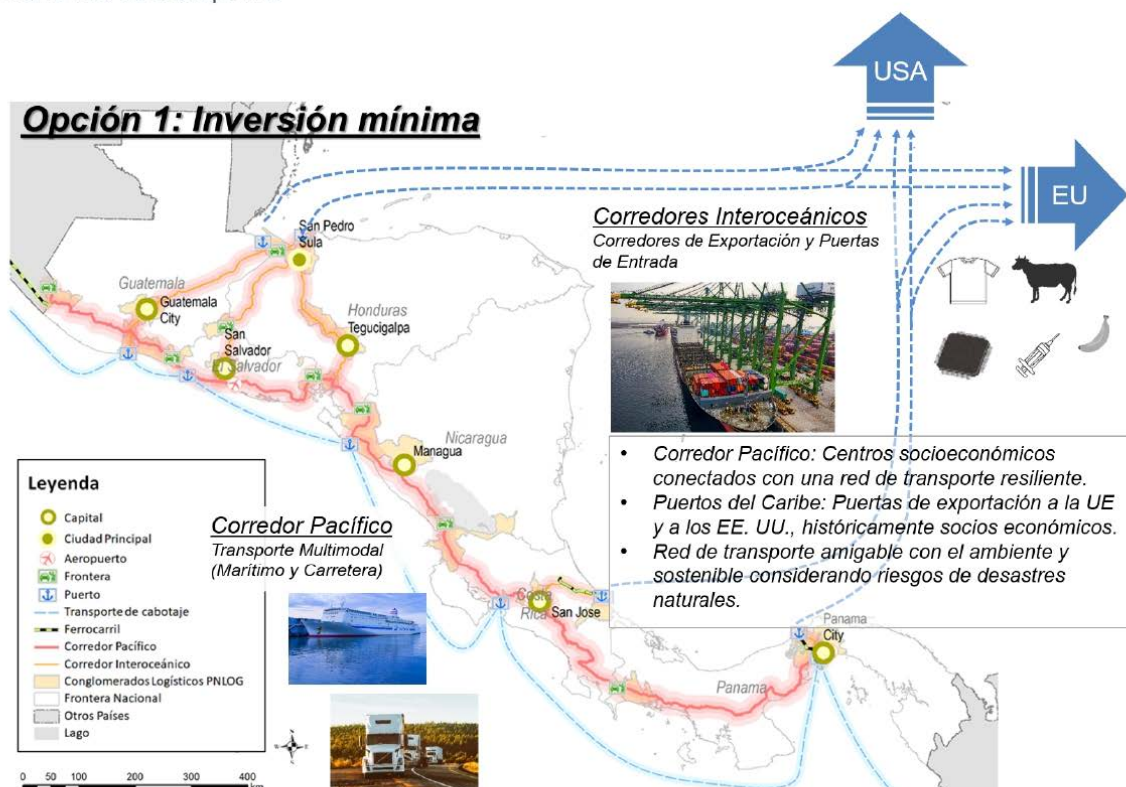 USA
EU
Opción 1: Inversión mínima
Corredores Interoceánicos
Corredores de Exportación y Puertas
de Entrada
San Pedro
Sula
Guatemala
Guatemala
City
Honduras
Tegucigalpa
San
Salvador
El Salvador
Nicaragua
Managua
• Corredor Pacífico: Centros socioeconómicos
conectados con una red de transporte resiliente.
• Puertos del Caribe: Puertas de exportación a la UE
y a los EE. UU., históricamente socios económicos.
• Red de transporte amigable con el ambiente y
sostenible considerando riesgos de desastres
naturales.
Corredor Pacífico
Transporte Multimodal
(Marítimo y Carretera)
Costa
Rica
San Jose
Panama
City
Panama
Leyenda
Capital
Ciudad Principal
Aeropuerto
Frontera
Puerto
Transporte de cabotaje
Ferrocarril
Corredor Pacífico
Corredor Interoceánico
Conglomerados Logísticos PNLOG
Frontera Nacional
Otros Países
Lago
0 50 100 200 300 400
km